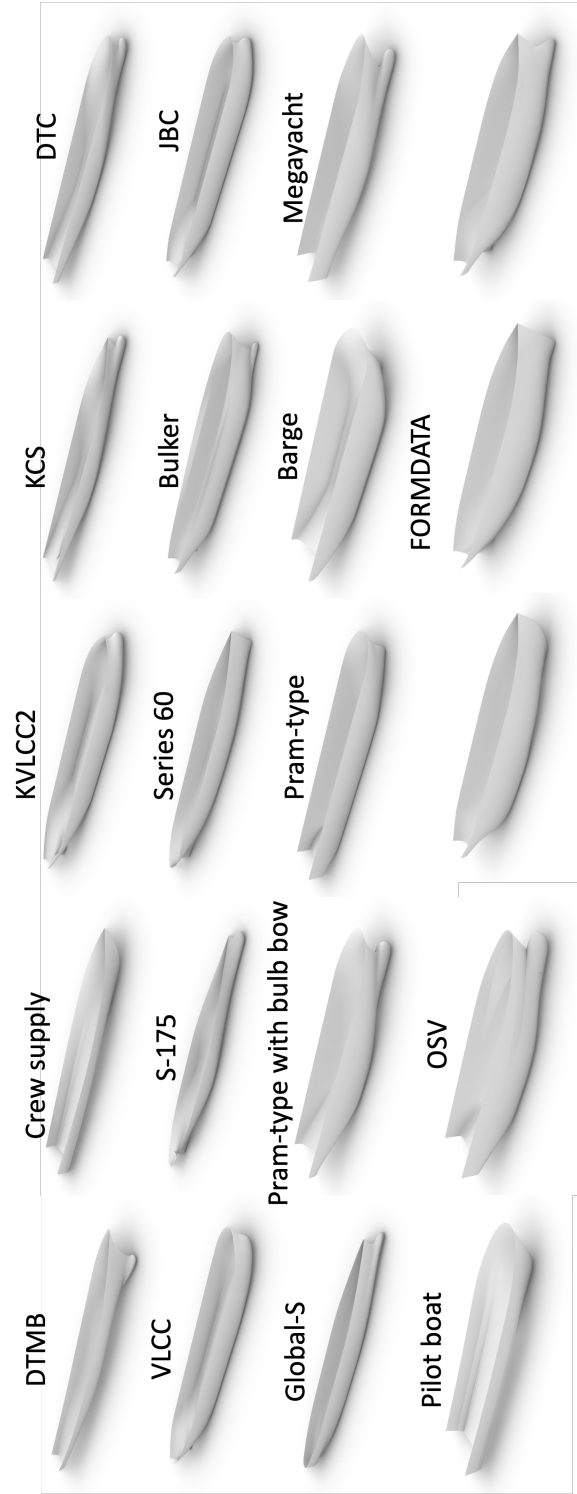 DTMB
Crew supply
KVLCC2
KCS
DTC
VLCC
S-175
Series 60
Bulker
JBC
Global-S
Pram-type with bulb bow
Pram-type
Barge
Megayacht
Pilot boat
OSV
FORMDATA